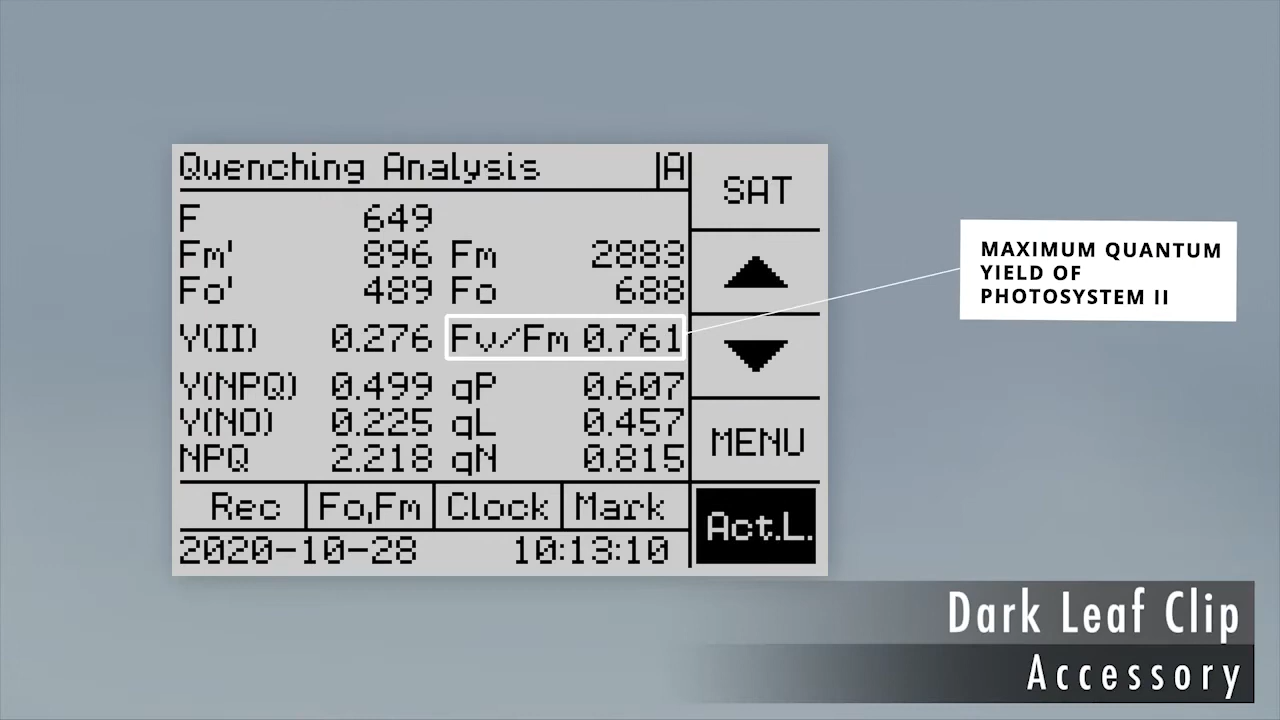 Quenching Analysis |A
SAT
F 649
Fm' 896 Fm 2883
Fo' 489 Fo 688
Y(II) 0.276 Fv/Fm 0.761
Y(NPQ) 0.499 qP 0.607
Y(NO) 0.225 qL 0.457
NPQ 2.218 qN 0.815
MENU
Rec Fo,Fm Clock Mark
Act.L.
2020-10-28 10:13:10
MAXIMUM QUANTUM
YIELD OF
PHOTOSYSTEM II
Dark Leaf Clip
Accessory